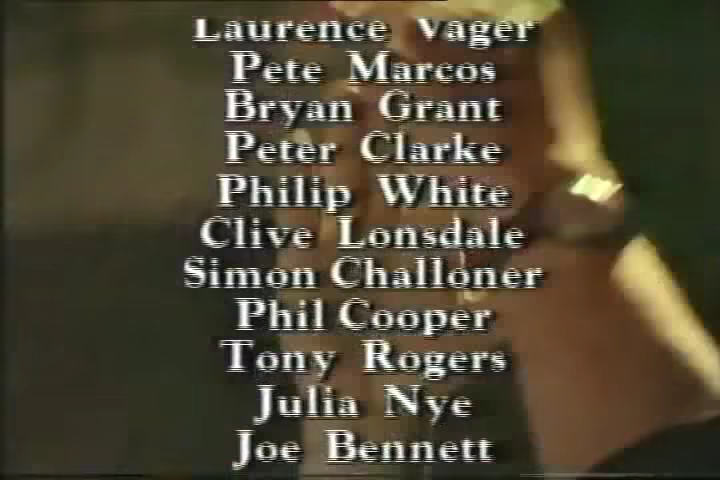 Laurence Vager
Pete Marcos
Bryan Grant
Peter Clarke
Philip White
Clive Lonsdale
Simon Challoner
Phil Cooper
Tony Rogers
Julia Nye
Joe Bennett